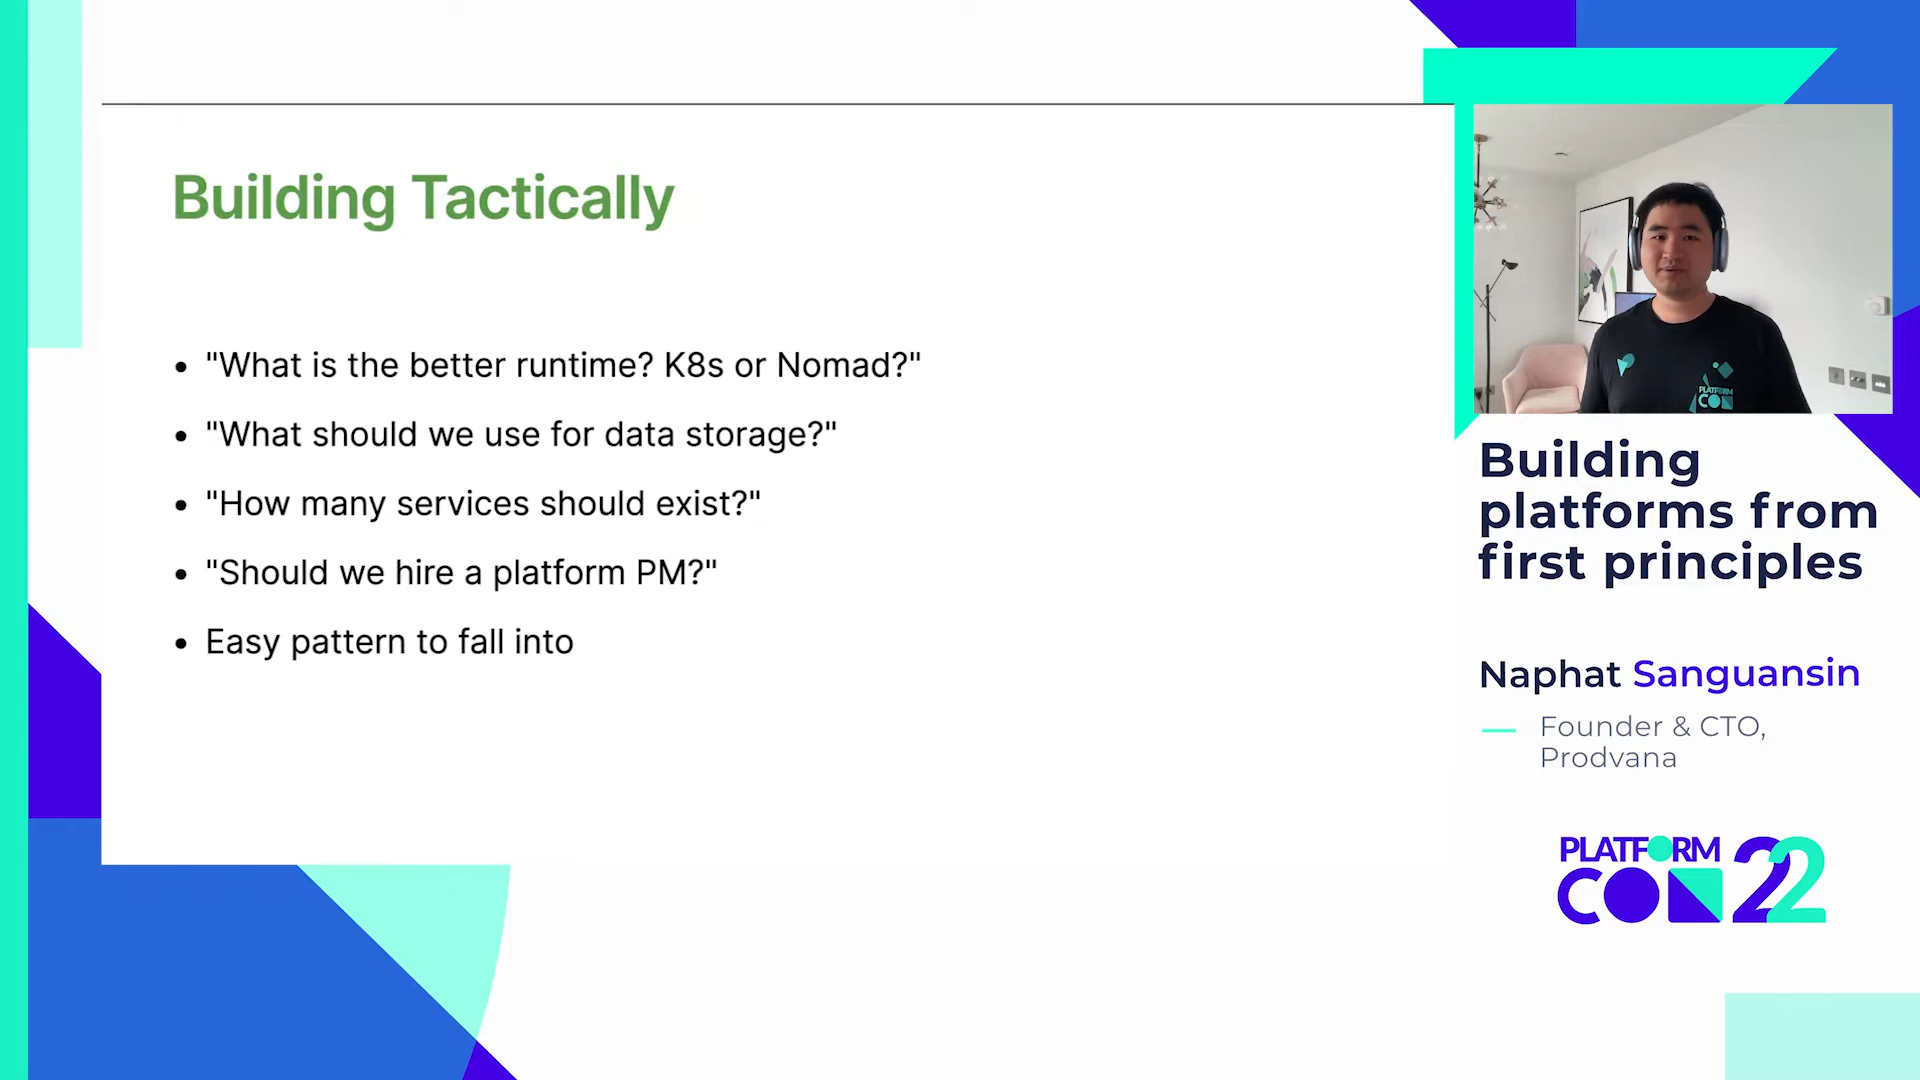 Building Tactically
• "What is the better runtime? K8s or Nomad?"
• "What should we use for data storage?"
• "How many services should exist?"
• "Should we hire a platform PM?"
• Easy pattern to fall into
PLATFORM
CON
Building
platforms from
first principles
Naphat Sanguansin
Founder & CTO,
Prodvana
PLATFORM
CON 22